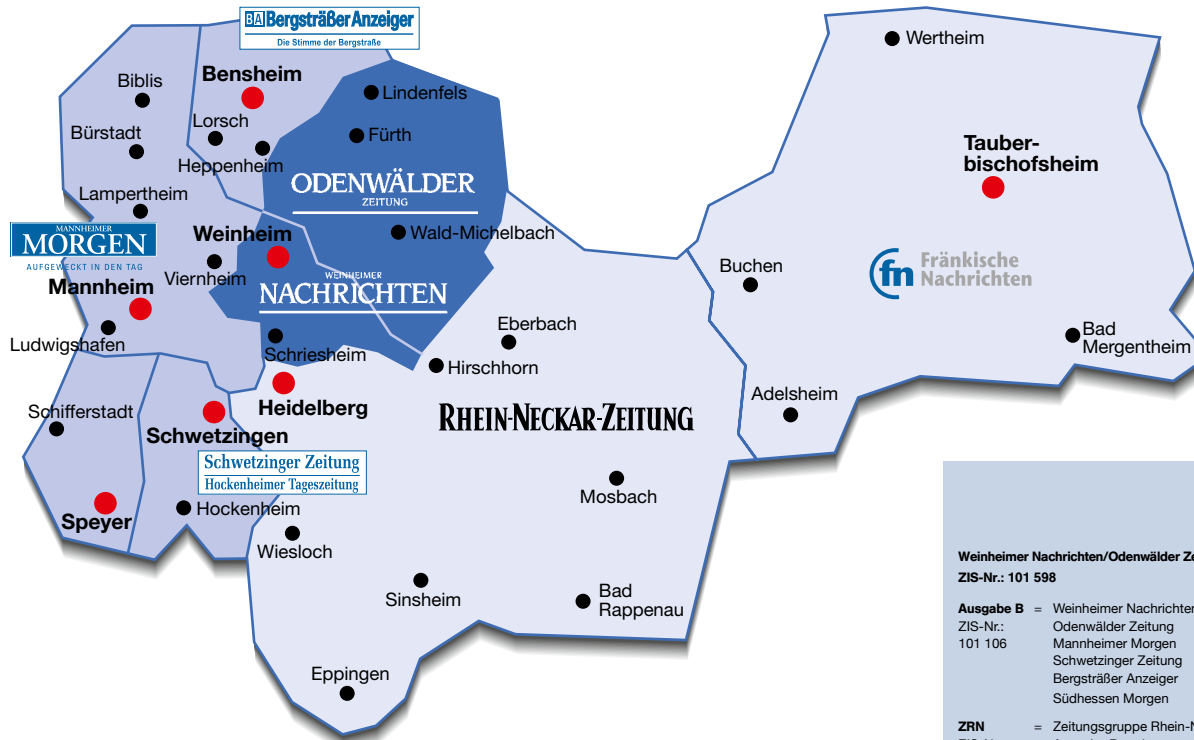 BA Bergsträßer Anzeiger
Die Stimme der Bergstraße
Wertheim
Biblis
Bensheim
Lindenfels
Bürstadt
Lorsch
Fürth
Heppenheim
Tauber-
bischofsheim
ODENWÄLDER
ZEITUNG
Lampertheim
MANNHEIMER
MORGEN
AUFGEWECKT IN DEN TAG
Weinheim
Wald-Michelbach
Viernheim
Buchen
fn Fränkische
Nachrichten
WEINHEIMER
NACHRICHTEN
Mannheim
Ludwigshafen
Eberbach
Bad
Mergentheim
Schriesheim
Hirschhorn
Heidelberg
Adelsheim
Schifferstadt
RHEIN-NECKAR-ZEITUNG
Schwetzingen
Schwetzinger Zeitung
Hockenheimer Tageszeitung
Mosbach
Speyer
Hockenheim
Wiesloch
Sinsheim
Bad
Rappenau
Eppingen
Weinheimer Nachrichten/Odenwälder Ze
ZIS-Nr.: 101 598
Ausgabe B = Weinheimer Nachrichten
ZIS-Nr.: Odenwälder Zeitung
101 106 Mannheimer Morgen
Schwetzinger Zeitung
Bergsträßer Anzeiger
Südhessen Morgen
ZRN = Zeitungsgruppe Rhein-N